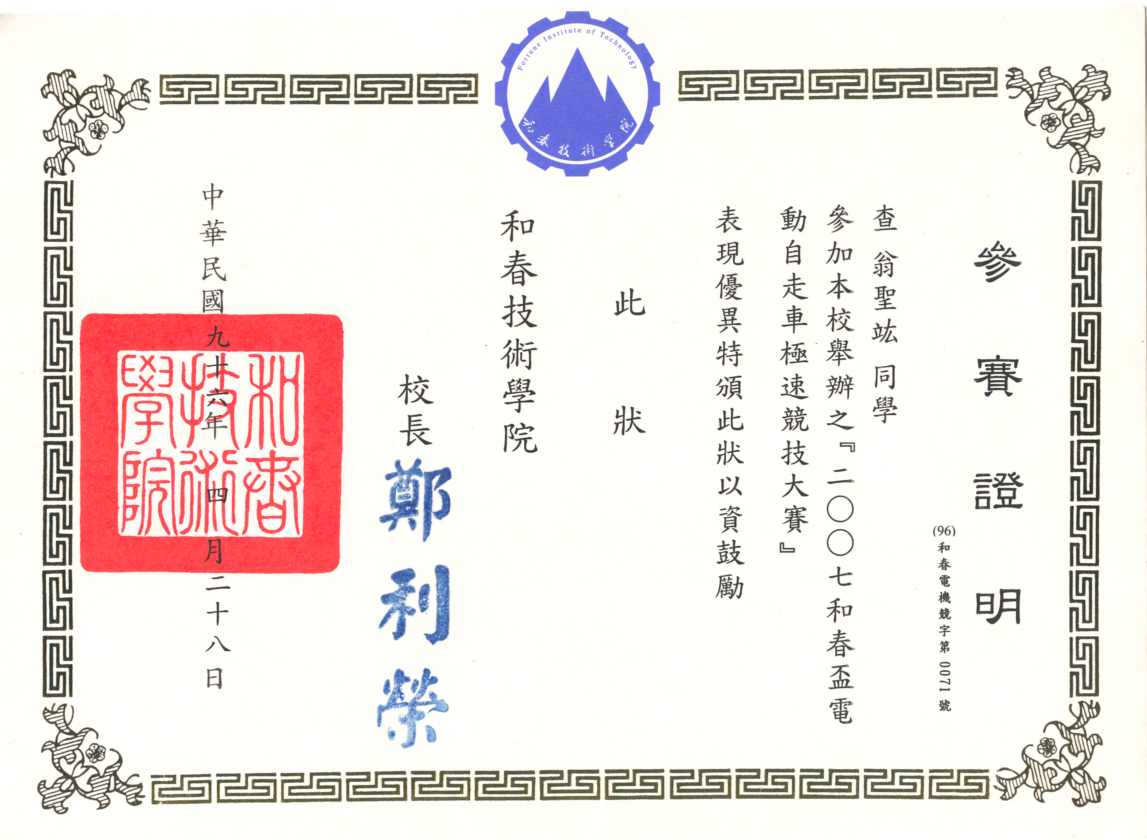 Fortune Institute of Technology
和春技術學院
參賽證明
(96)和春電機競字第0071號
查 翁聖竑 同學
參加本校舉辦之『二〇〇七和春盃電
動自走車極速競技大賽』
表現優異特頒此狀以資鼓勵
此狀
和春技術學院
校長 鄭利榮
中華民國九十六年四月二十八日
和春技術學院